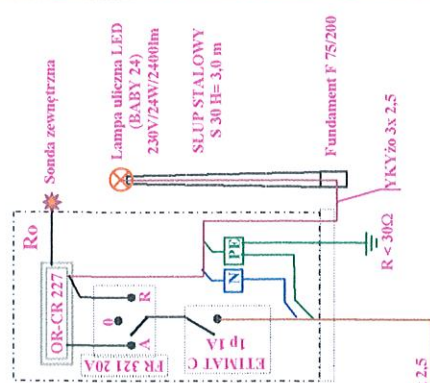 Sonda zewnętrzna
Ro
OR-CR 227
Lampa uliczna LED
(BABY 24)
230V/24W/2400lm
SŁUP STALOWY
S 30 H= 3,0 m
A
0
R
FR 321 20A
ETIMAT C
1p 1A
N
PE
Fundament F 75/200
YKYżo 3x 2,5
R < 30Ω
2,5